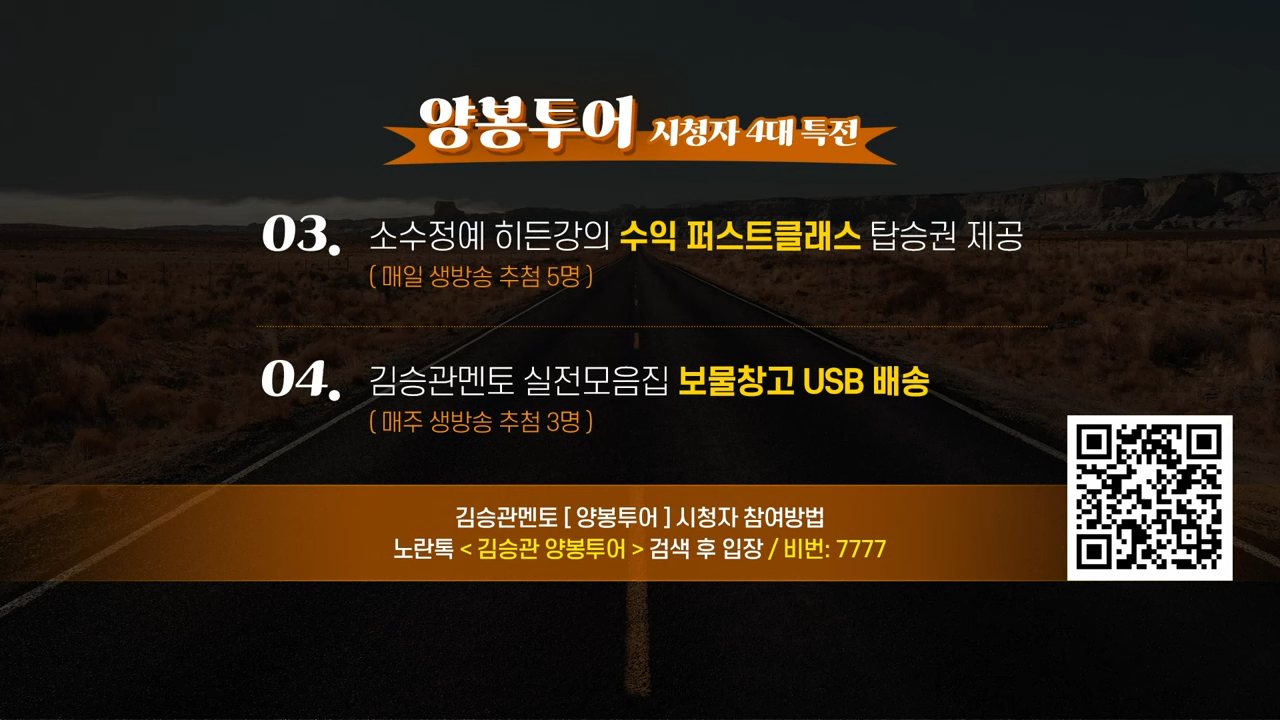 양봉투어 시청자 4대 특전
03. 소수정예 히든강의 수익 퍼스트클래스 탑승권 제공
( 매일 생방송 추첨 5명 )
04. 김승관멘토 실전모음집 보물창고 USB 배송
( 매주 생방송 추첨 3명 )
김승관멘토 [ 양봉투어 ] 시청자 참여방법
노란톡 < 김승관 양봉투어 > 검색 후 입장 / 비번: 7777